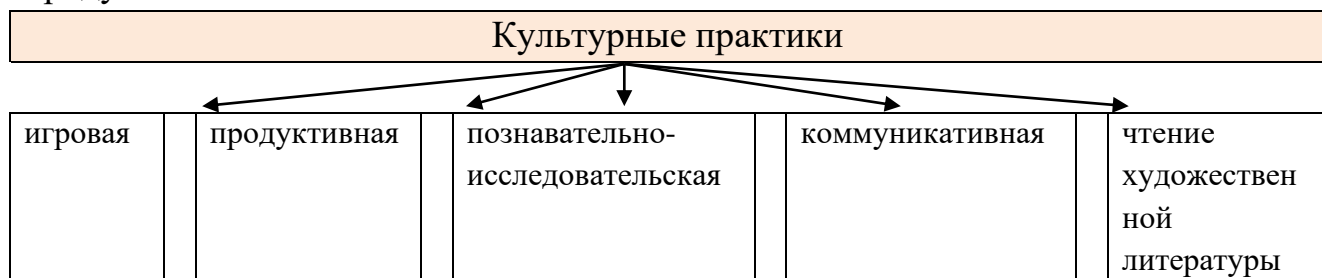 Культурные практики
игровая
продуктивная
познавательно-
исследовательская
коммуникативная
чтение
художествен
ной
литературы